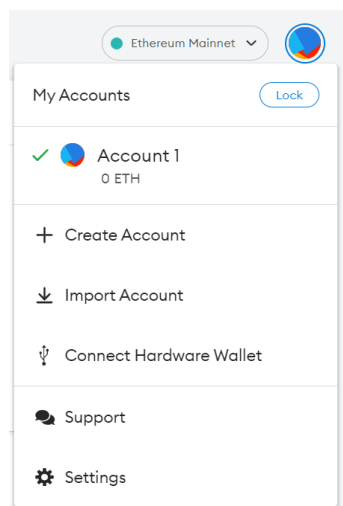 Ethereum Mainnet
My Accounts
Lock
Account 1
0 ETH
Create Account
Import Account
Connect Hardware Wallet
Support
Settings